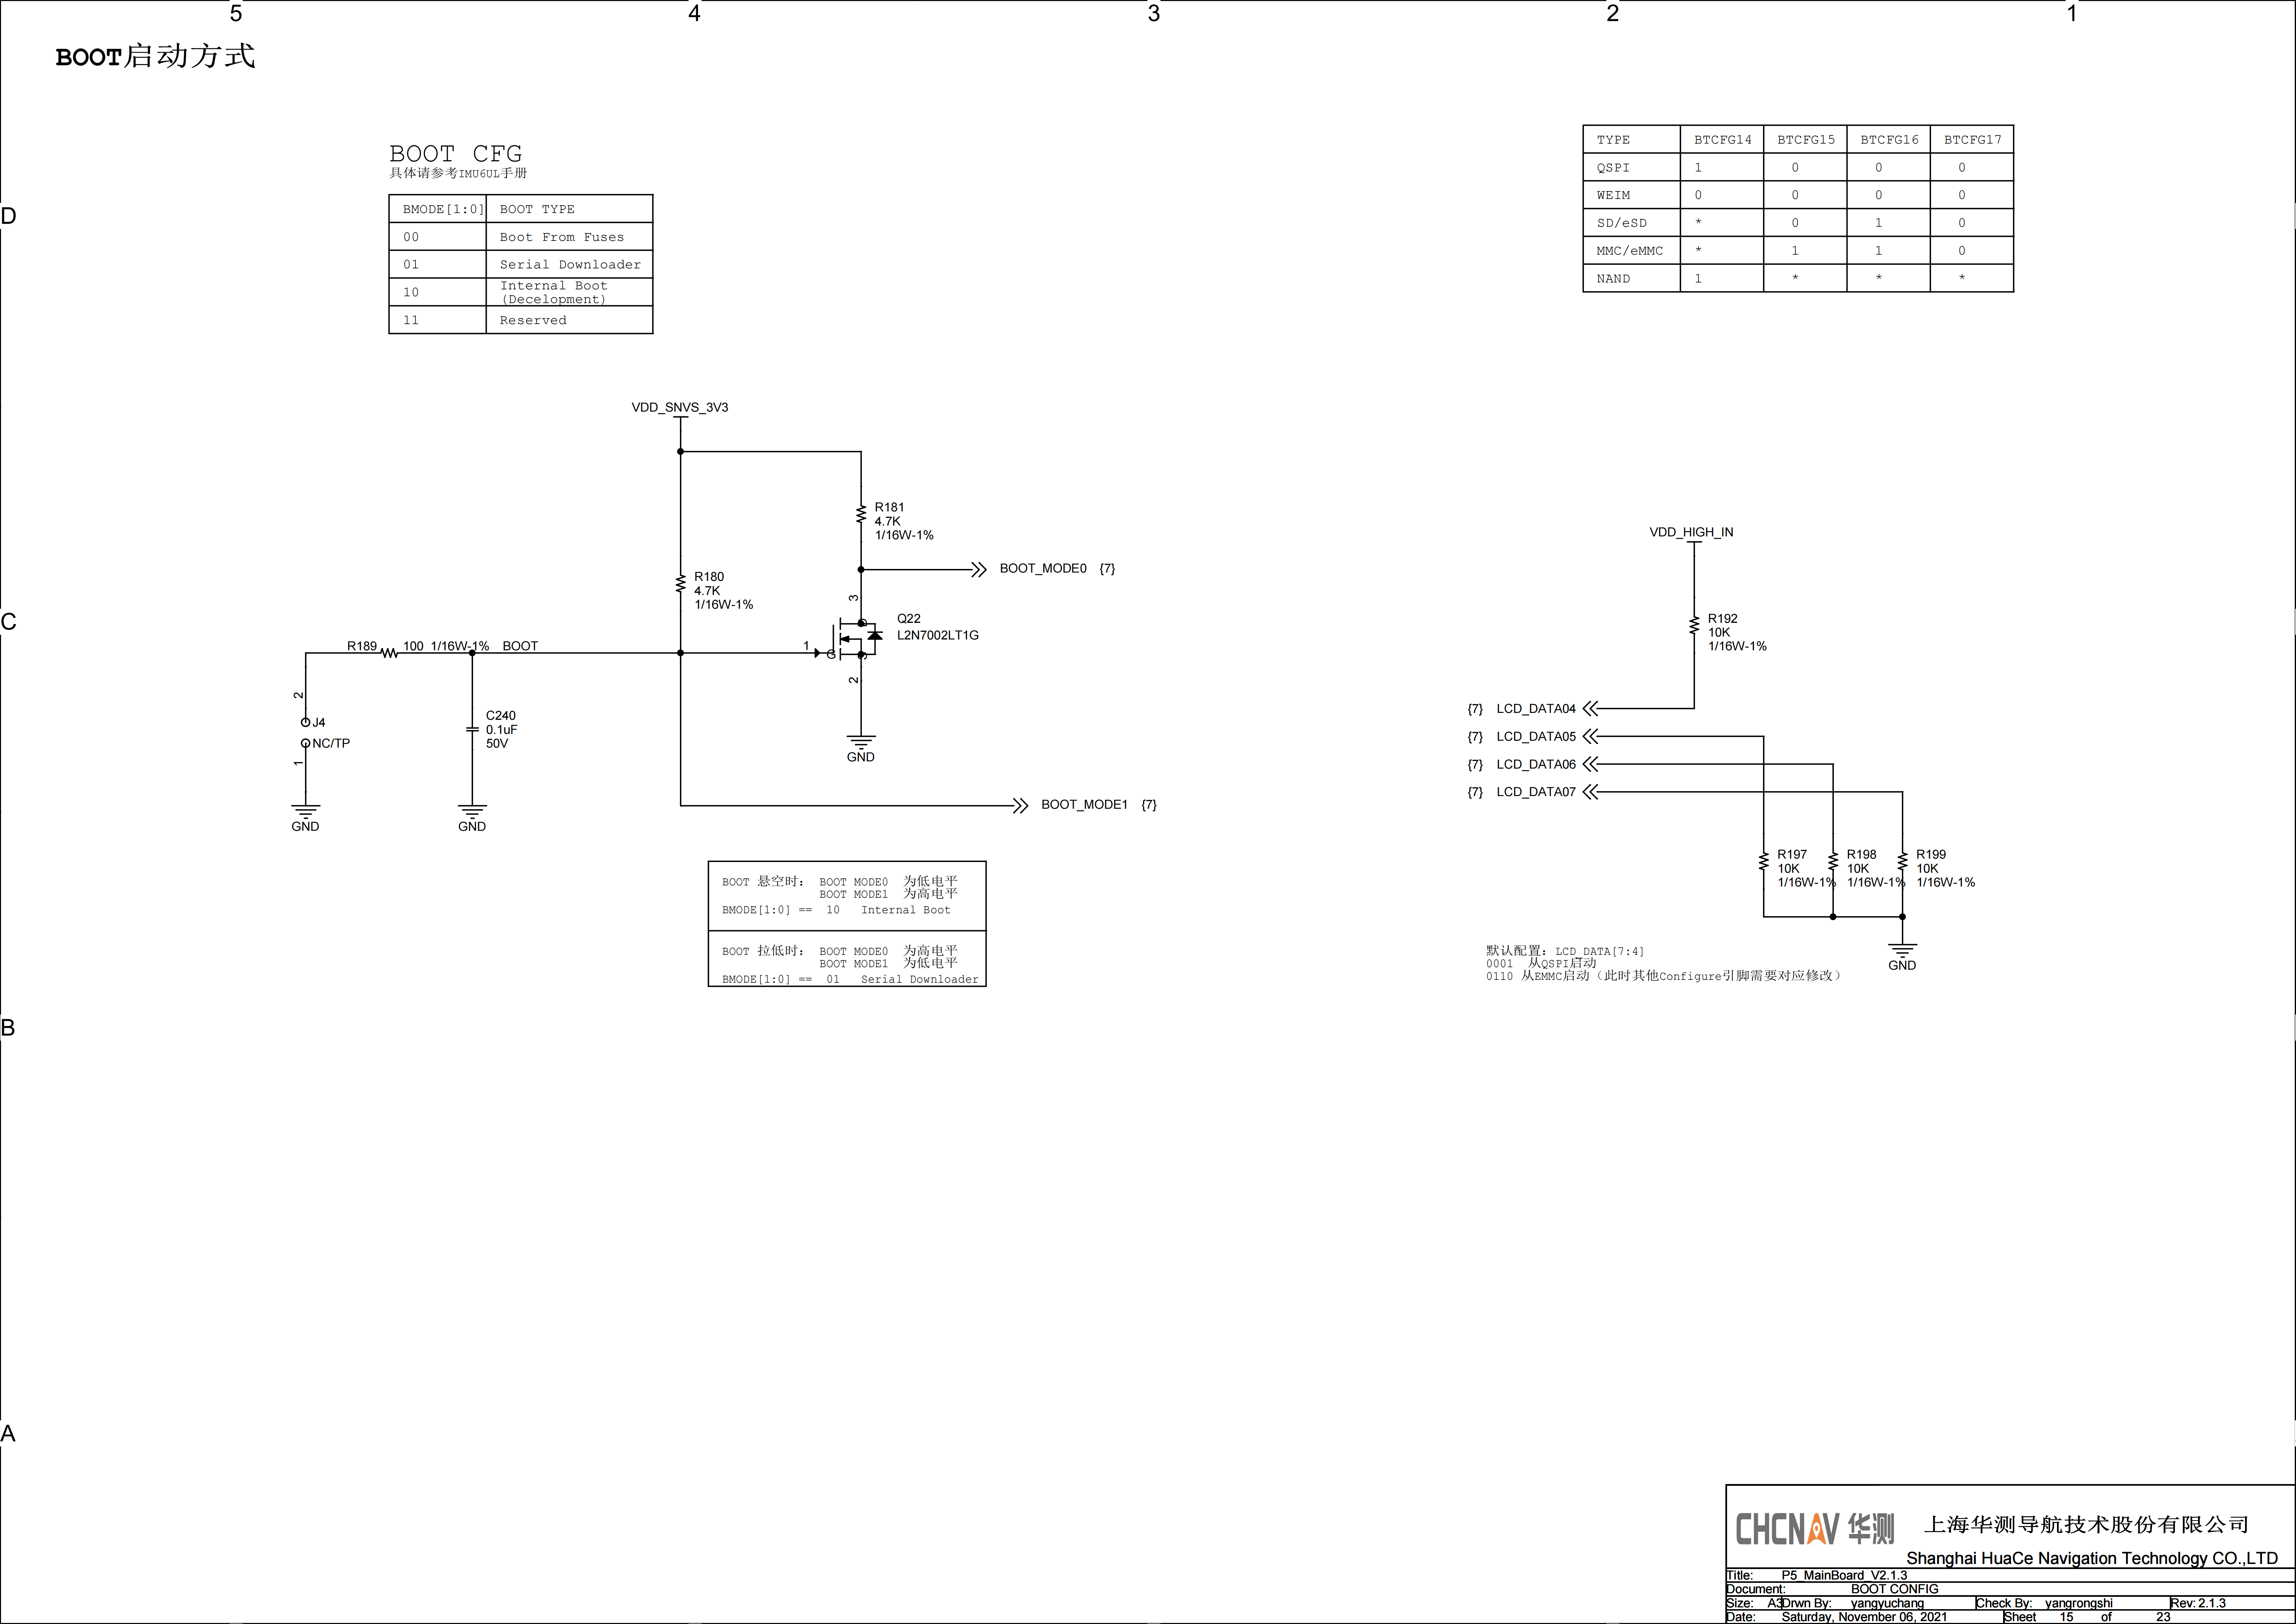 5 4 3 2 1
BOOT启动方式
BOOT CFG
具体请参考IMU6UL手册
BMODE[1:0] BOOT TYPE
00 Boot From Fuses
01 Serial Downloader
10 Internal Boot
(Decelopment)
11 Reserved
TYPE BTCFG14 BTCFG15 BTCFG16 BTCFG17
QSPI 1 0 0 0
WEIM 0 0 0 0
SD/eSD * 0 1 0
MMC/eMMC * 1 1 0
NAND 1 * * *
D
C
B
A
VDD_SNVS_3V3
R181
4.7K
1/16W-1%
BOOT_MODE0 {7}
R180
4.7K
1/16W-1%
3
Q22
L2N7002LT1G
R189 100 1/16W-1% BOOT
1
G
D
S
2
GND
2
J4
NC/TP
1
GND
C240
0.1uF
50V
GND
BOOT_MODE1 {7}
BOOT 悬空时： BOOT MODE0 为低电平
BOOT MODE1 为高电平
BMODE[1:0] == 10 Internal Boot
BOOT 拉低时： BOOT MODE0 为高电平
BOOT MODE1 为低电平
BMODE[1:0] == 01 Serial Downloader
VDD_HIGH_IN
R192
10K
1/16W-1%
{7} LCD_DATA04
{7} LCD_DATA05
{7} LCD_DATA06
{7} LCD_DATA07
R197
10K
1/16W-1%
R198
10K
1/16W-1%
R199
10K
1/16W-1%
GND
默认配置：LCD_DATA[7:4]
0001 从QSPI启动
0110 从EMMC启动（此时其他Configure引脚需要对应修改）
CHCNAV 华测 上海华测导航技术股份有限公司
Shanghai HuaCe Navigation Technology CO.,LTD
Title: P5_MainBoard_V2.1.3
Document: BOOT CONFIG
Size: A3 Drwn By: yangyuchang Check By: yangrongshi Rev: 2.1.3
Date: Saturday, November 06, 2021 Sheet 15 of 23